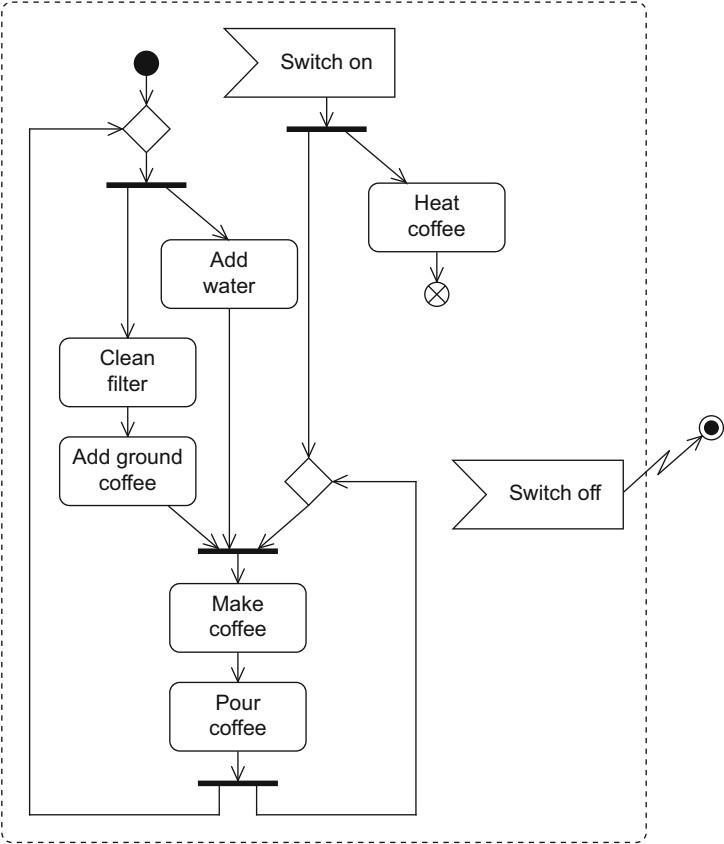 Switch on
Heat
coffee
Add
water
Clean
filter
Add ground
coffee
Switch off
Make
coffee
Pour
coffee